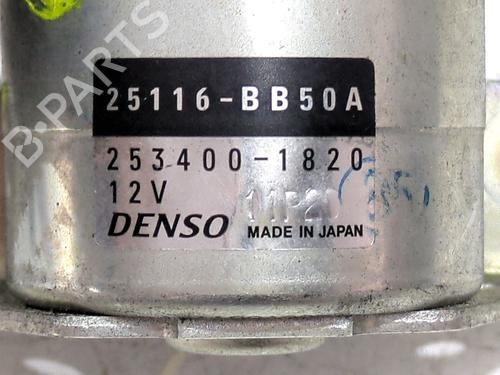 25116-BB50A
253400-1820
12V
DENSO MADE IN JAPAN
B-PARTS